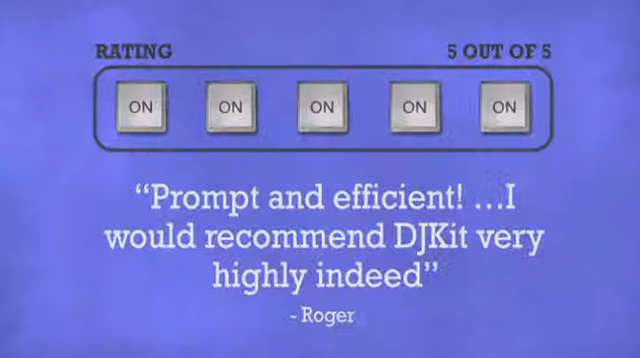 RATING 5 OUT OF 5
ON ON ON ON ON
“Prompt and efficient! ...I
would recommend DJKit very
highly indeed”
- Roger